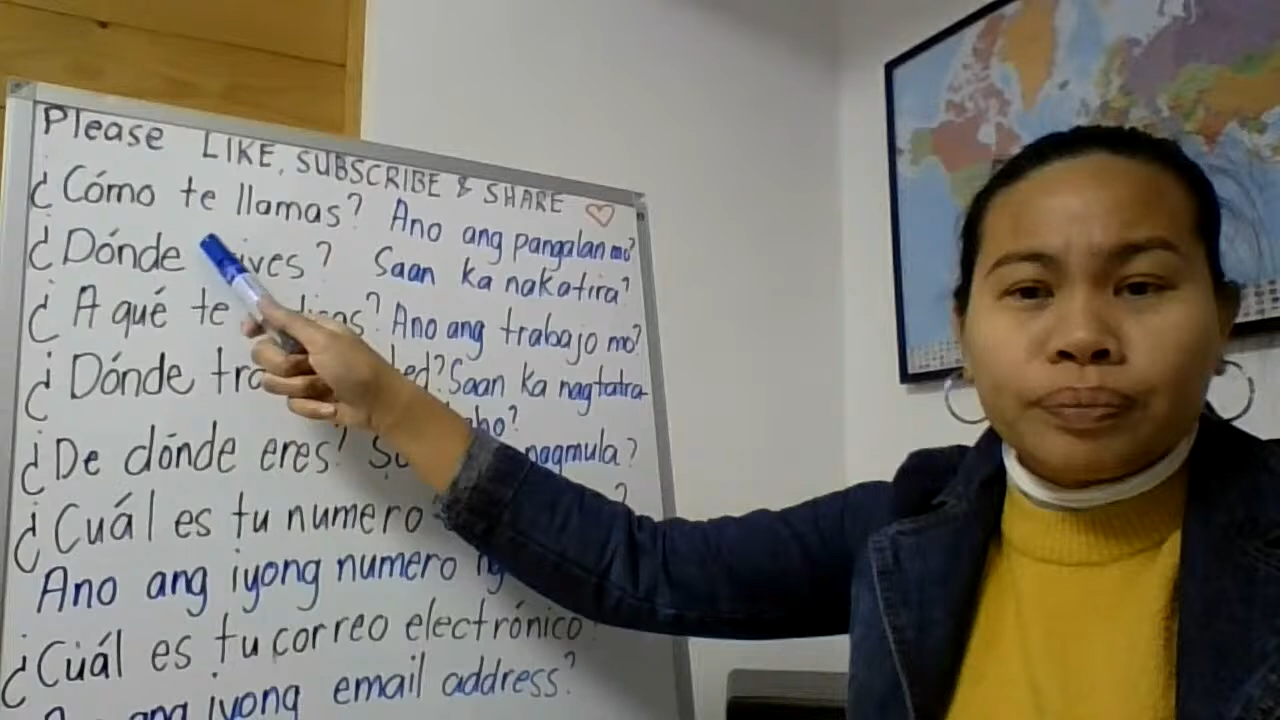 Please LIKE, SUBSCRIBE & SHARE
¿Cómo te llamas? Ano ang pangalan mo?
¿Dónde vives? Saan ka nakatira?
¿A qué te Ano ang trabajo mo?
¿Dónde Saan ka nagtatra-
¿De dónde eres? nagmula?
¿Cuál es tu numero
Ano ang iyong numero
¿Cuál es tu correo electrónico
ang iyong email address?